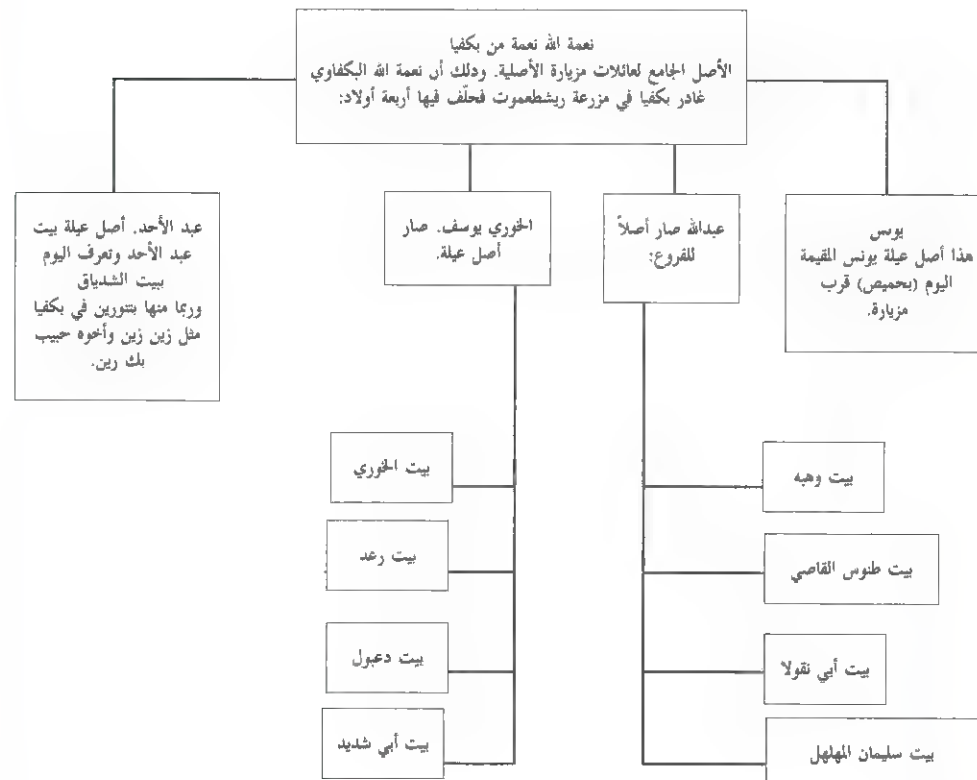 نعمة الله نعمة من بكفيا
الأصل الجامع لعائلات مزيارة الأصلية. وذلك أن نعمة الله البكفاوي
غادر بكفيا في مزرعة ريشطعموت فخلّف فيها أربعة أولاد:
يونس
هذا أصل عيلة يونس المقيمة
اليوم (بحميص) قرب
مزيارة.
عبدالله صار أصلاً
للفروع:
الخوري يوسف. صار
أصل عيلة.
عبد الأحد. أصل عيلة بيت
عبد الأحد وتعرف اليوم
ببيت الشدياق
وربما منها بنتورين في بكفيا
مثل زين زين وأخوه حبيب
بك رين.
بيت وهبه
بيت طنوس القاصي
بيت أبي نقولا
بيت سليمان المهلهل
بيت الخوري
بيت رعد
بيت دعبول
بيت أبي شديد